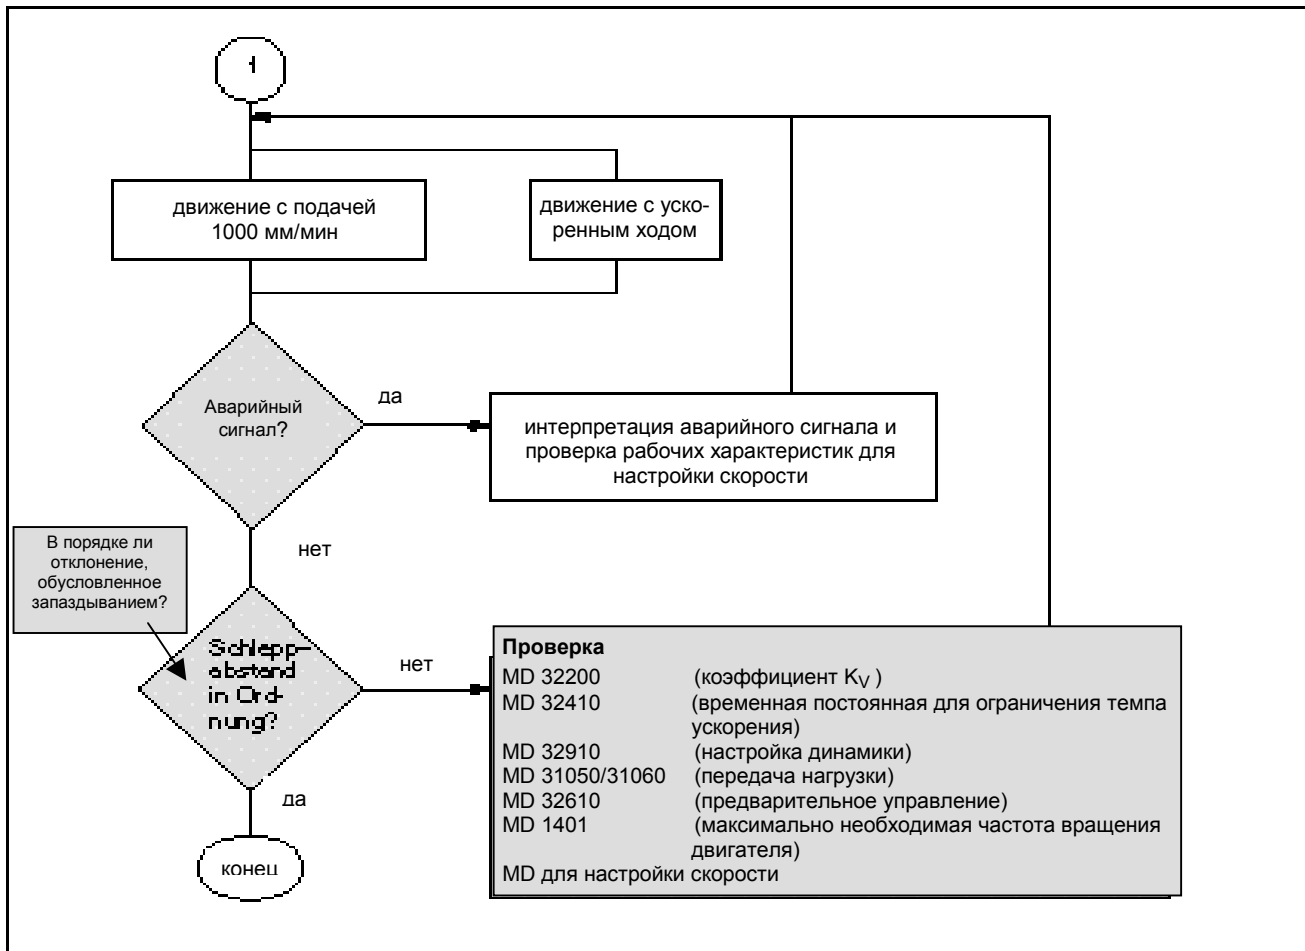 1
движение с подачей
1000 мм/мин
движение с уско-
ренным ходом
Аварийный
сигнал?
да
интерпретация аварийного сигнала и
проверка рабочих характеристик для
настройки скорости
нет
В порядке ли
отклонение,
обусловленное
запаздыванием?
Schlepp-
abstand
in Ord-
nung?
нет
Проверка
MD 32200 (коэффициент KV )
MD 32410 (временная постоянная для ограничения темпа
ускорения)
MD 32910 (настройка динамики)
MD 31050/31060 (передача нагрузки)
MD 32610 (предварительное управление)
MD 1401 (максимально необходимая частота вращения
двигателя)
MD для настройки скорости
да
конец